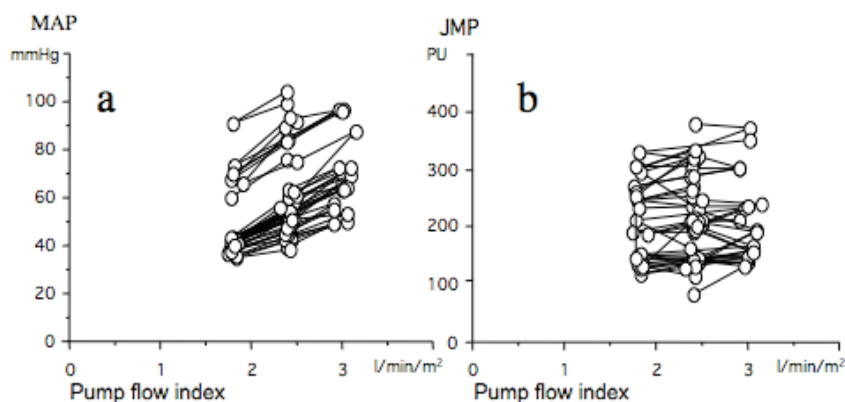 MAP
mmHg
a
100
80
60
40
20
0
0 1 2 3 l/min/m²
Pump flow index
JMP
PU
b
400
300
200
100
0
0 1 2 3 l/min/m²
Pump flow index